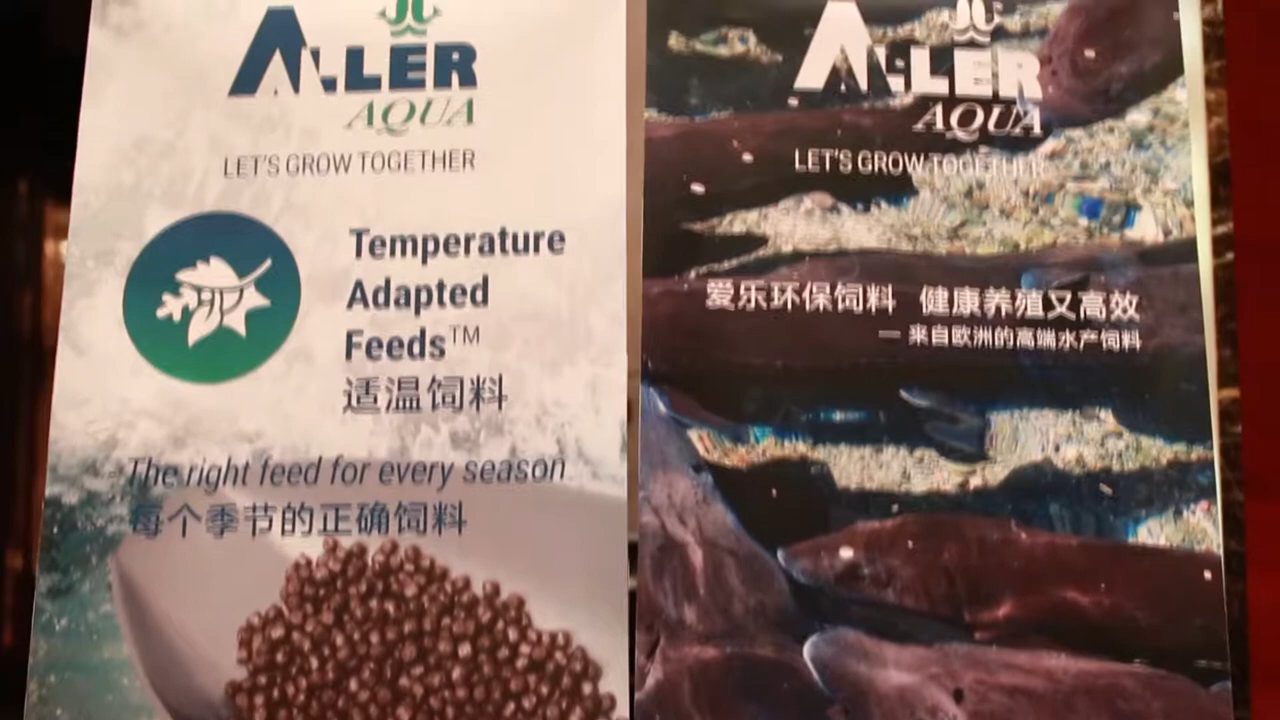 ALLER
AQUA
LET'S GROW TOGETHER
Temperature
Adapted
Feeds™
适温饲料
The right feed for every season
每个季节的正确饲料
ALLER
AQUA
LET'S GROW TOGETHER
爱乐环保饲料 健康养殖又高效
— 来自欧洲的高端水产饲料